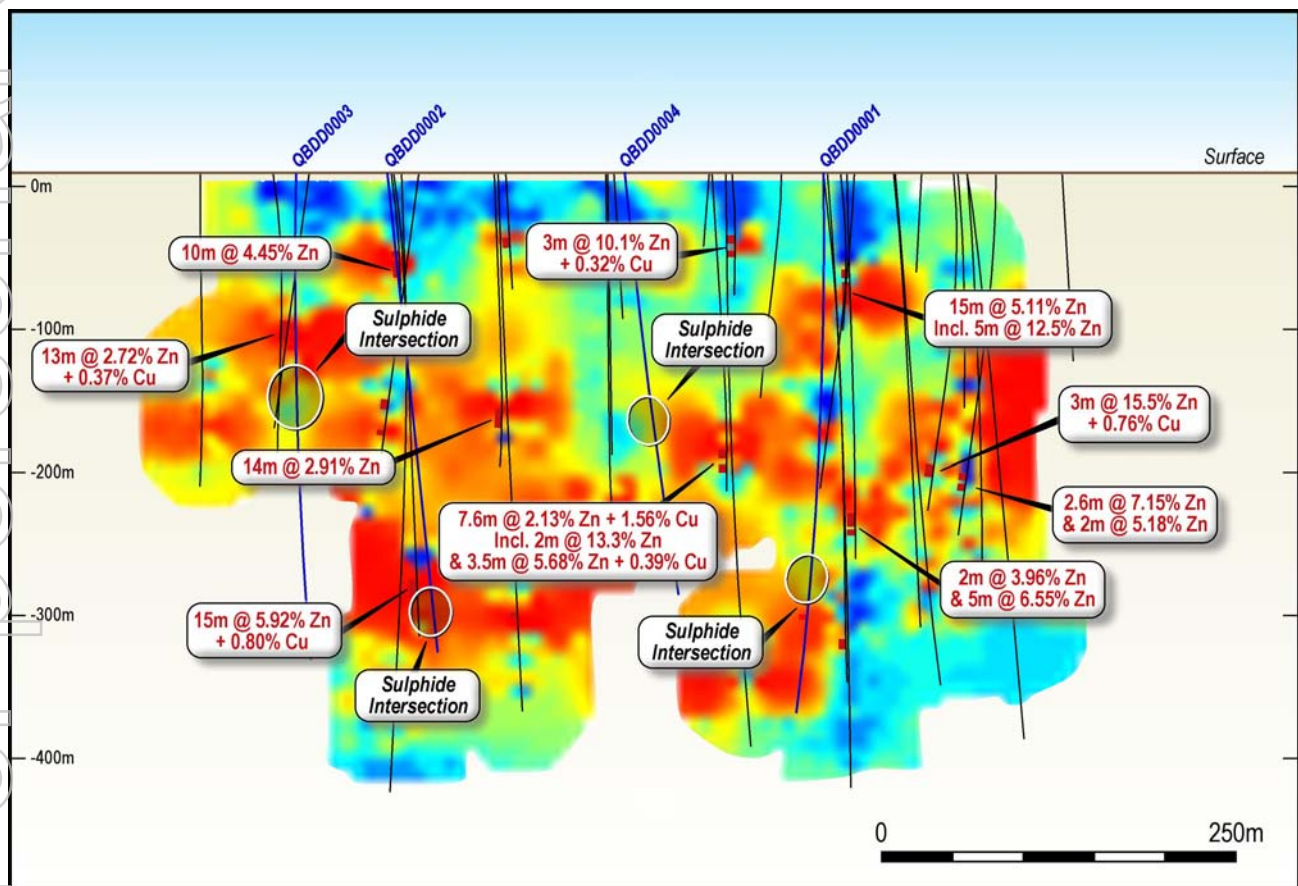 QBDD0003
QBDD0002
QBDD0004
QBDD0001
Surface
0m
10m @ 4.45% Zn
3m @ 10.1% Zn
+ 0.32% Cu
15m @ 5.11% Zn
Incl. 5m @ 12.5% Zn
-100m
Sulphide
Intersection
Sulphide
Intersection
13m @ 2.72% Zn
+ 0.37% Cu
3m @ 15.5% Zn
+ 0.76% Cu
14m @ 2.91% Zn
-200m
2.6m @ 7.15% Zn
& 2m @ 5.18% Zn
7.6m @ 2.13% Zn + 1.56% Cu
Incl. 2m @ 13.3% Zn
& 3.5m @ 5.68% Zn + 0.39% Cu
2m @ 3.96% Zn
& 5m @ 6.55% Zn
-300m
15m @ 5.92% Zn
+ 0.80% Cu
Sulphide
Intersection
Sulphide
Intersection
-400m
0
250m